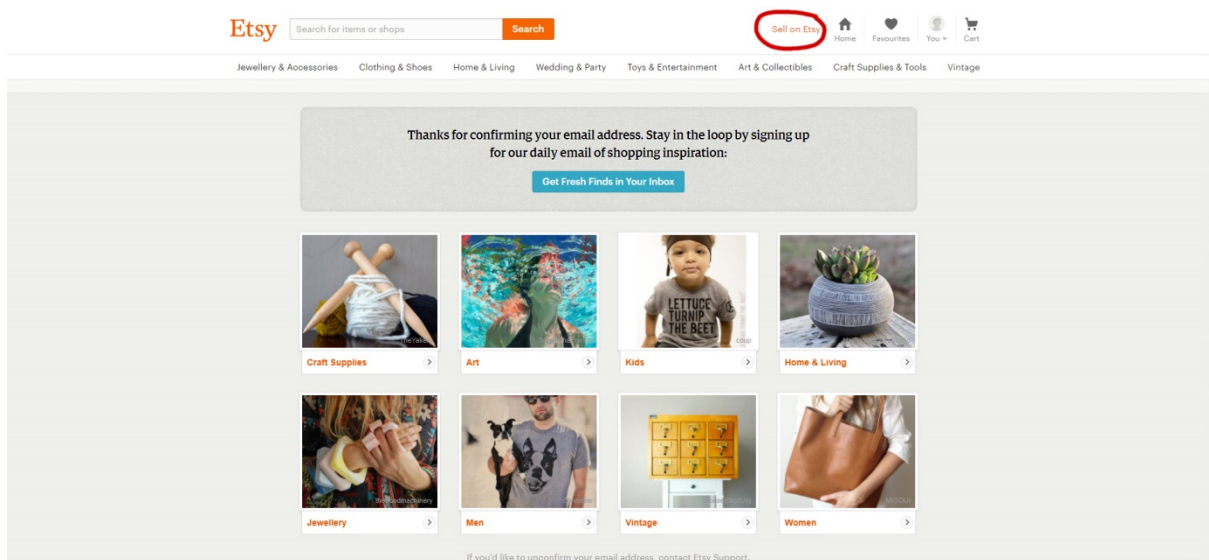 Etsy
Search for items or shops
Search
Sell on Etsy
Home
Favourites
You
Cart
Jewellery & Accessories Clothing & Shoes Home & Living Wedding & Party Toys & Entertainment Art & Collectibles Craft Supplies & Tools Vintage
Thanks for confirming your email address. Stay in the loop by signing up
for our daily email of shopping inspiration:
Get Fresh Finds in Your Inbox
LETTUCE
TURNIP
THE BEET
Craft Supplies
Art
Kids
Home & Living
Jewellery
Men
Vintage
Women
If you'd like to unconfirm your email address, contact Etsy Support.